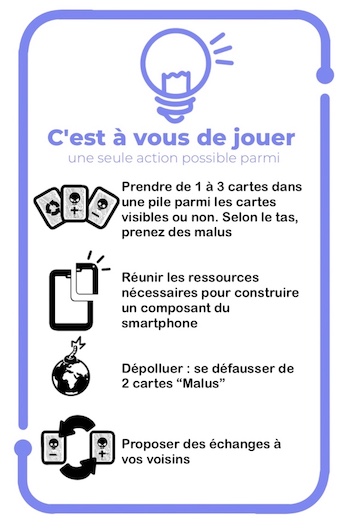 C'est à vous de jouer
une seule action possible parmi
Prendre de 1 à 3 cartes dans
une pile parmi les cartes
visibles ou non. Selon le tas,
prenez des malus
Réunir les ressources
nécessaires pour construire
un composant du
smartphone
Dépolluer : se défausser de
2 cartes “Malus”
Proposer des échanges à
vos voisins